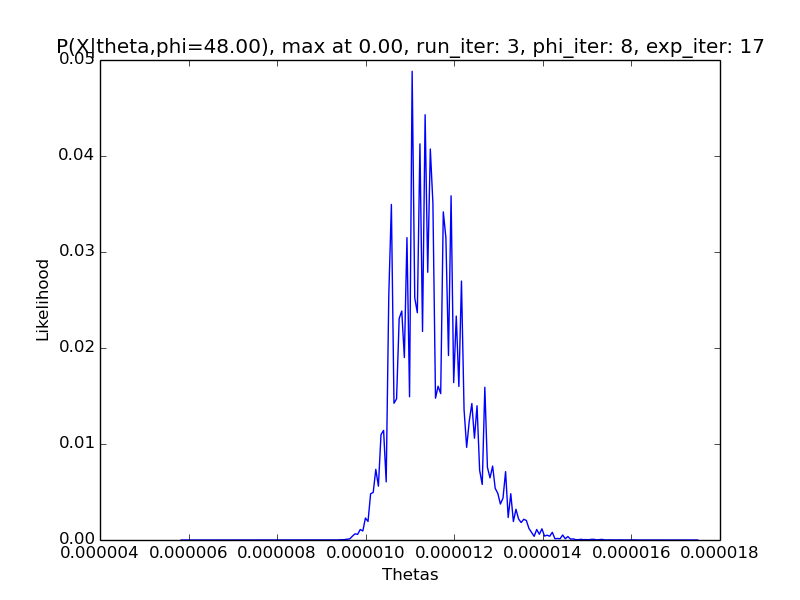 P(X|theta,phi=48.00), max at 0.00, run_iter: 3, phi_iter: 8, exp_iter: 17
0.05
0.04
0.03
0.02
0.01
0.00
Likelihood
0.000004 0.000006 0.000008 0.000010 0.000012 0.000014 0.000016 0.000018
Thetas